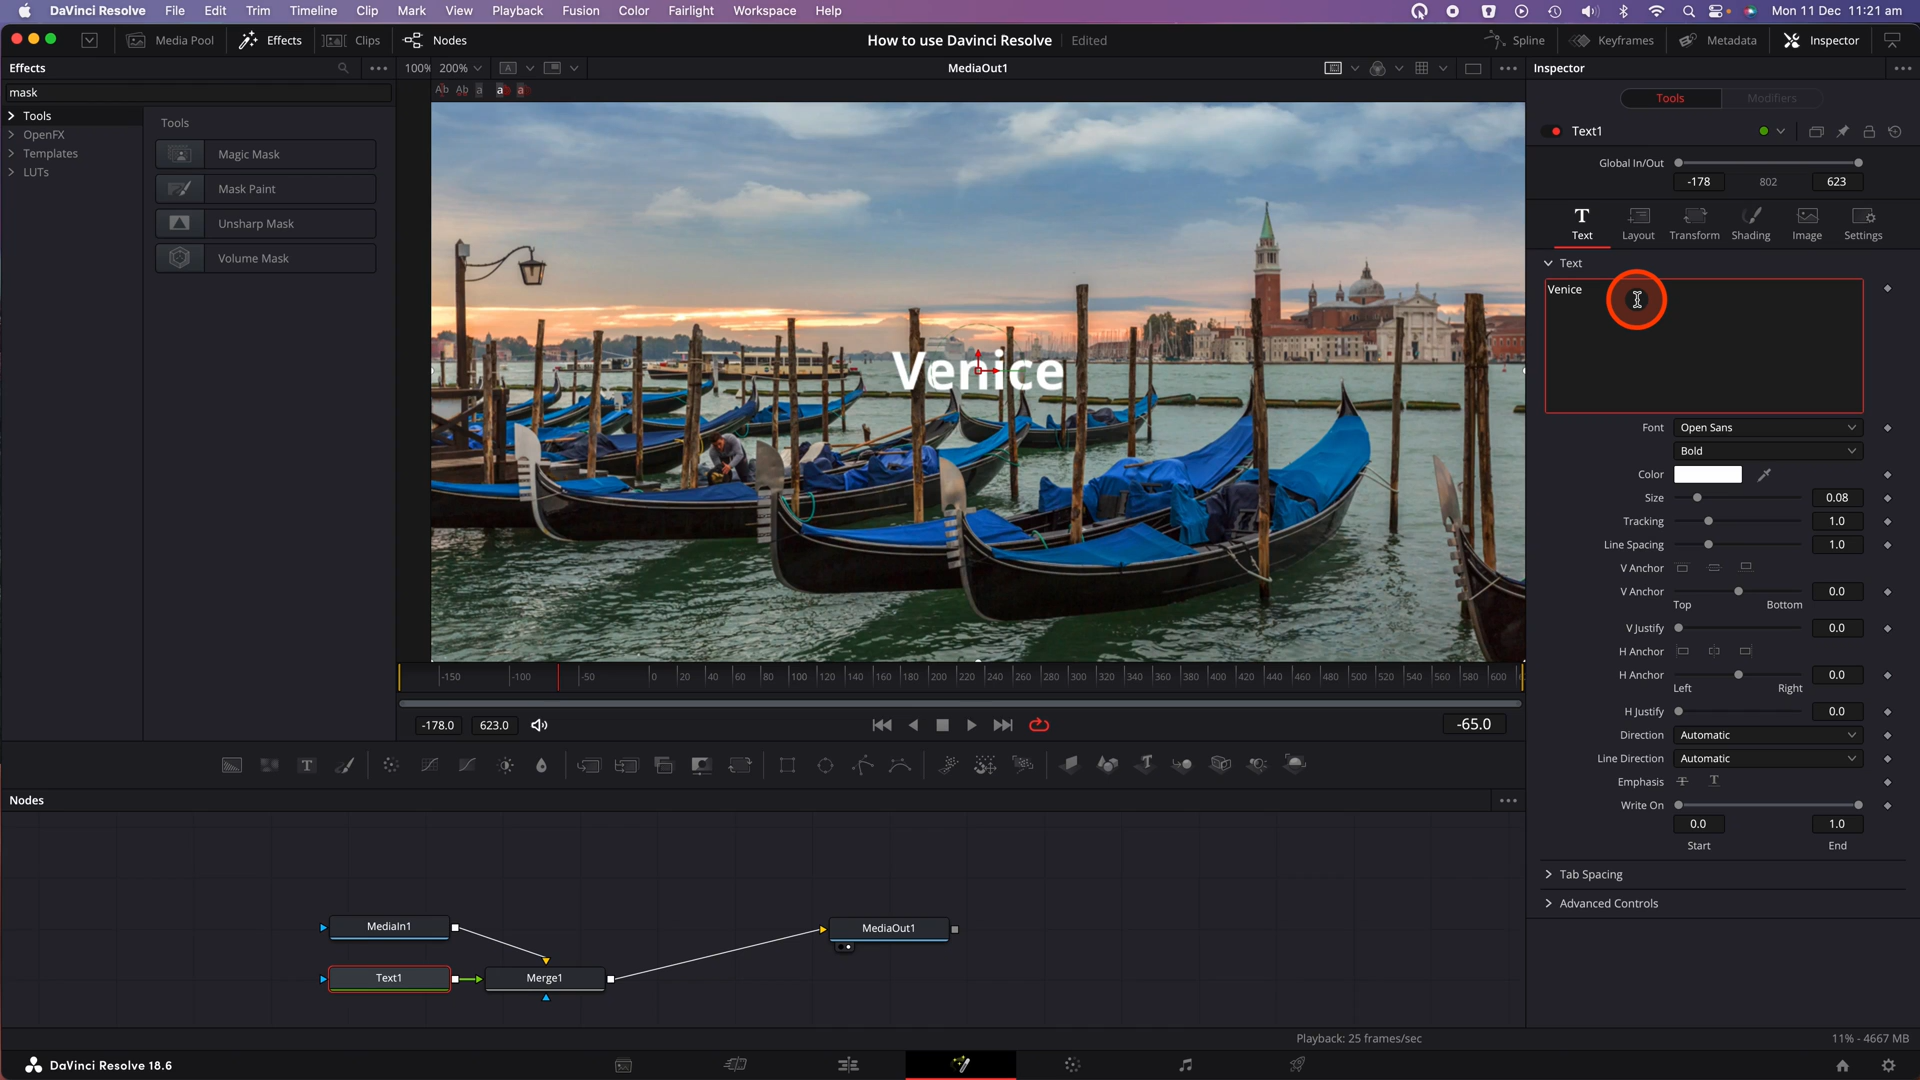 DaVinci Resolve File Edit Trim Timeline Clip Mark View Playback Fusion Color Fairlight Workspace Help Mon 11 Dec 11:21 am
Media Pool Effects Clips Nodes How to use Davinci Resolve Edited Spline Keyframes Metadata Inspector
Effects 100% 200% MediaOut1 Inspector
mask
Tools Modifiers
Tools
OpenFX
Templates
LUTs
Tools
Magic Mask
Mask Paint
Unsharp Mask
Volume Mask
Venice
Text1
Global In/Out
-178 802 623
Text Layout Transform Shading Image Settings
Text
Venice
Font Open Sans
Bold
Color
Size 0.08
Tracking 1.0
Line Spacing 1.0
V Anchor
V Anchor 0.0
Top Bottom
V Justify 0.0
H Anchor
H Anchor 0.0
Left Right
H Justify 0.0
Direction Automatic
Line Direction Automatic
Emphasis
Write On
0.0 1.0
Start End
Tab Spacing
Advanced Controls
-150 -100 -50 0 20 40 60 80 100 120 140 160 180 200 220 240 260 280 300 320 340 360 380 400 420 440 460 480 500 520 540 560 580 600
-178.0 623.0 -65.0
Nodes
MediaIn1
Text1
Merge1
MediaOut1
Playback: 25 frames/sec 11% - 4667 MB
DaVinci Resolve 18.6